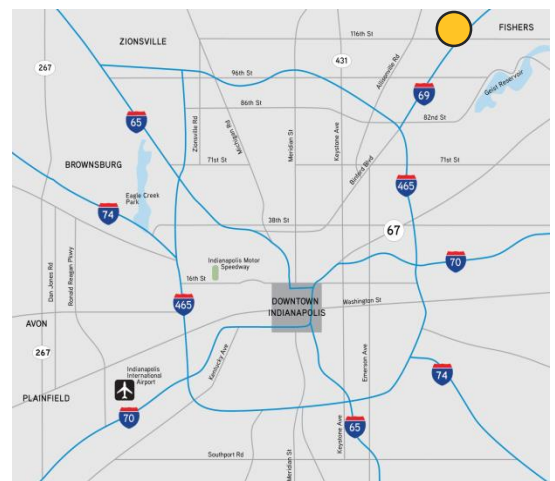 ZIONSVILLE
FISHERS
116th St
431
Allisonville Rd
267
96th St
Geist Reservoir
69
86th St
82nd St
65
Zionsville Rd
Michigan Rd
Meridian St
Keystone Ave
Binford Blvd
BROWNSBURG
71st St
71st St
465
Eagle Creek
Park
74
38th St
67
70
Dan Jones Rd
Ronald Reagan Pkwy
Indianapolis Motor
Speedway
16th St
465
DOWNTOWN
INDIANAPOLIS
Washington St
AVON
267
Indianapolis
International
Airport
Kentucky Ave
Emerson Ave
74
PLAINFIELD
70
65
Keystone Ave
Southport Rd
Meridian St